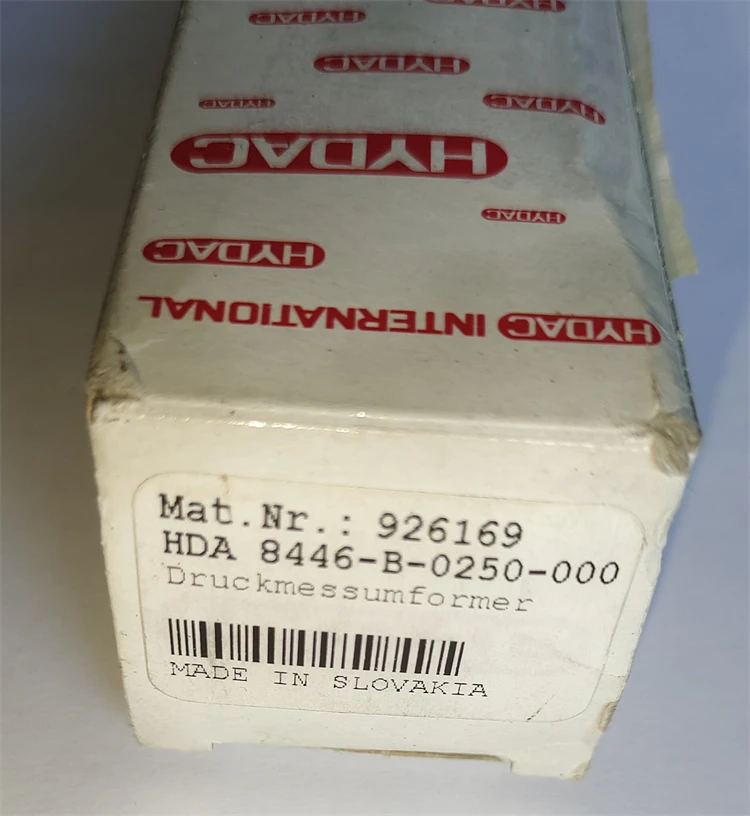 HYDAC
HYDAC
HYDAC
HYDAC
HYDAC
HYDAC
HYDAC
HYDAC
HYDAC INTERNATIONAL
Mat.Nr.: 926169
HDA 8446-B-0250-000
Druckmessumformer
MADE IN SLOVAKIA